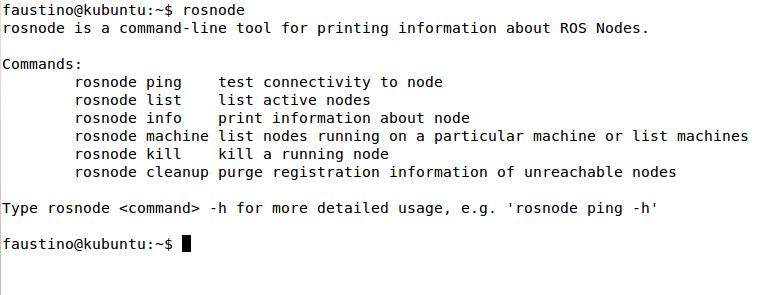 faustino@kubuntu:~$ rosnode
rosnode is a command-line tool for printing information about ROS Nodes.
Commands:
rosnode ping    test connectivity to node
rosnode list    list active nodes
rosnode info    print information about node
rosnode machine list nodes running on a particular machine or list machines
rosnode kill    kill a running node
rosnode cleanup purge registration information of unreachable nodes
Type rosnode <command> -h for more detailed usage, e.g. 'rosnode ping -h'
faustino@kubuntu:~$